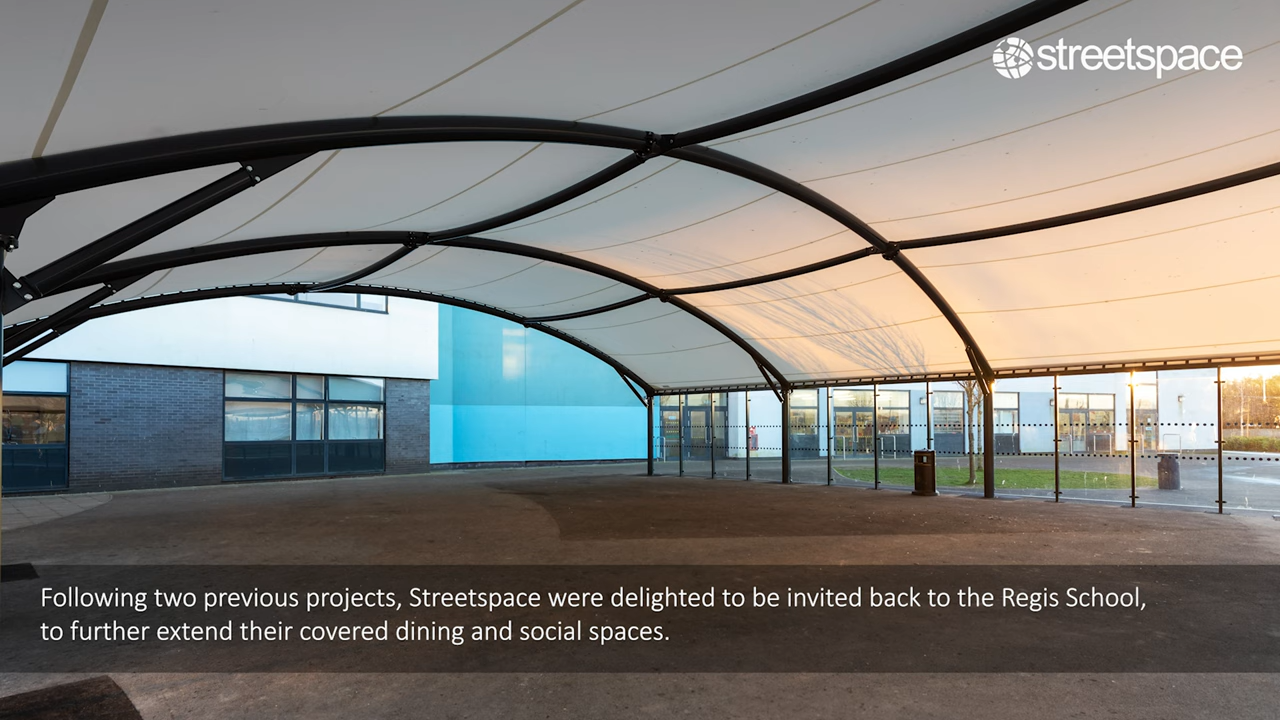 streetspace
Following two previous projects, Streetspace were delighted to be invited back to the Regis School,
to further extend their covered dining and social spaces.